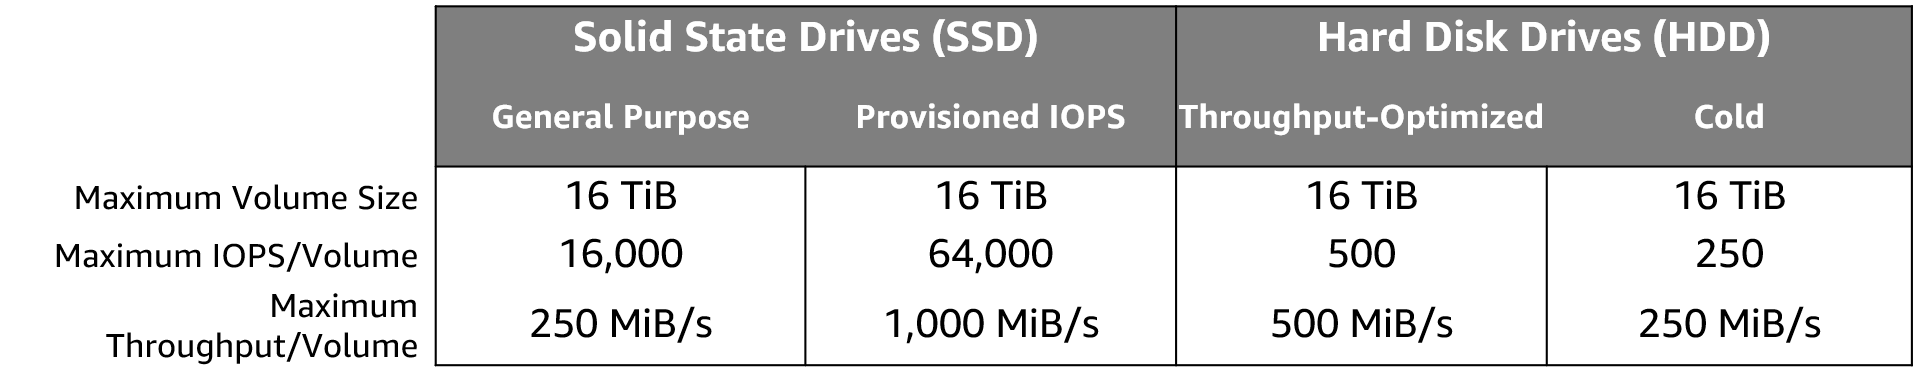 Solid State Drives (SSD) Hard Disk Drives (HDD)
General Purpose Provisioned IOPS Throughput-Optimized Cold
Maximum Volume Size 16 TiB 16 TiB 16 TiB 16 TiB
Maximum IOPS/Volume 16,000 64,000 500 250
Maximum
Throughput/Volume 250 MiB/s 1,000 MiB/s 500 MiB/s 250 MiB/s